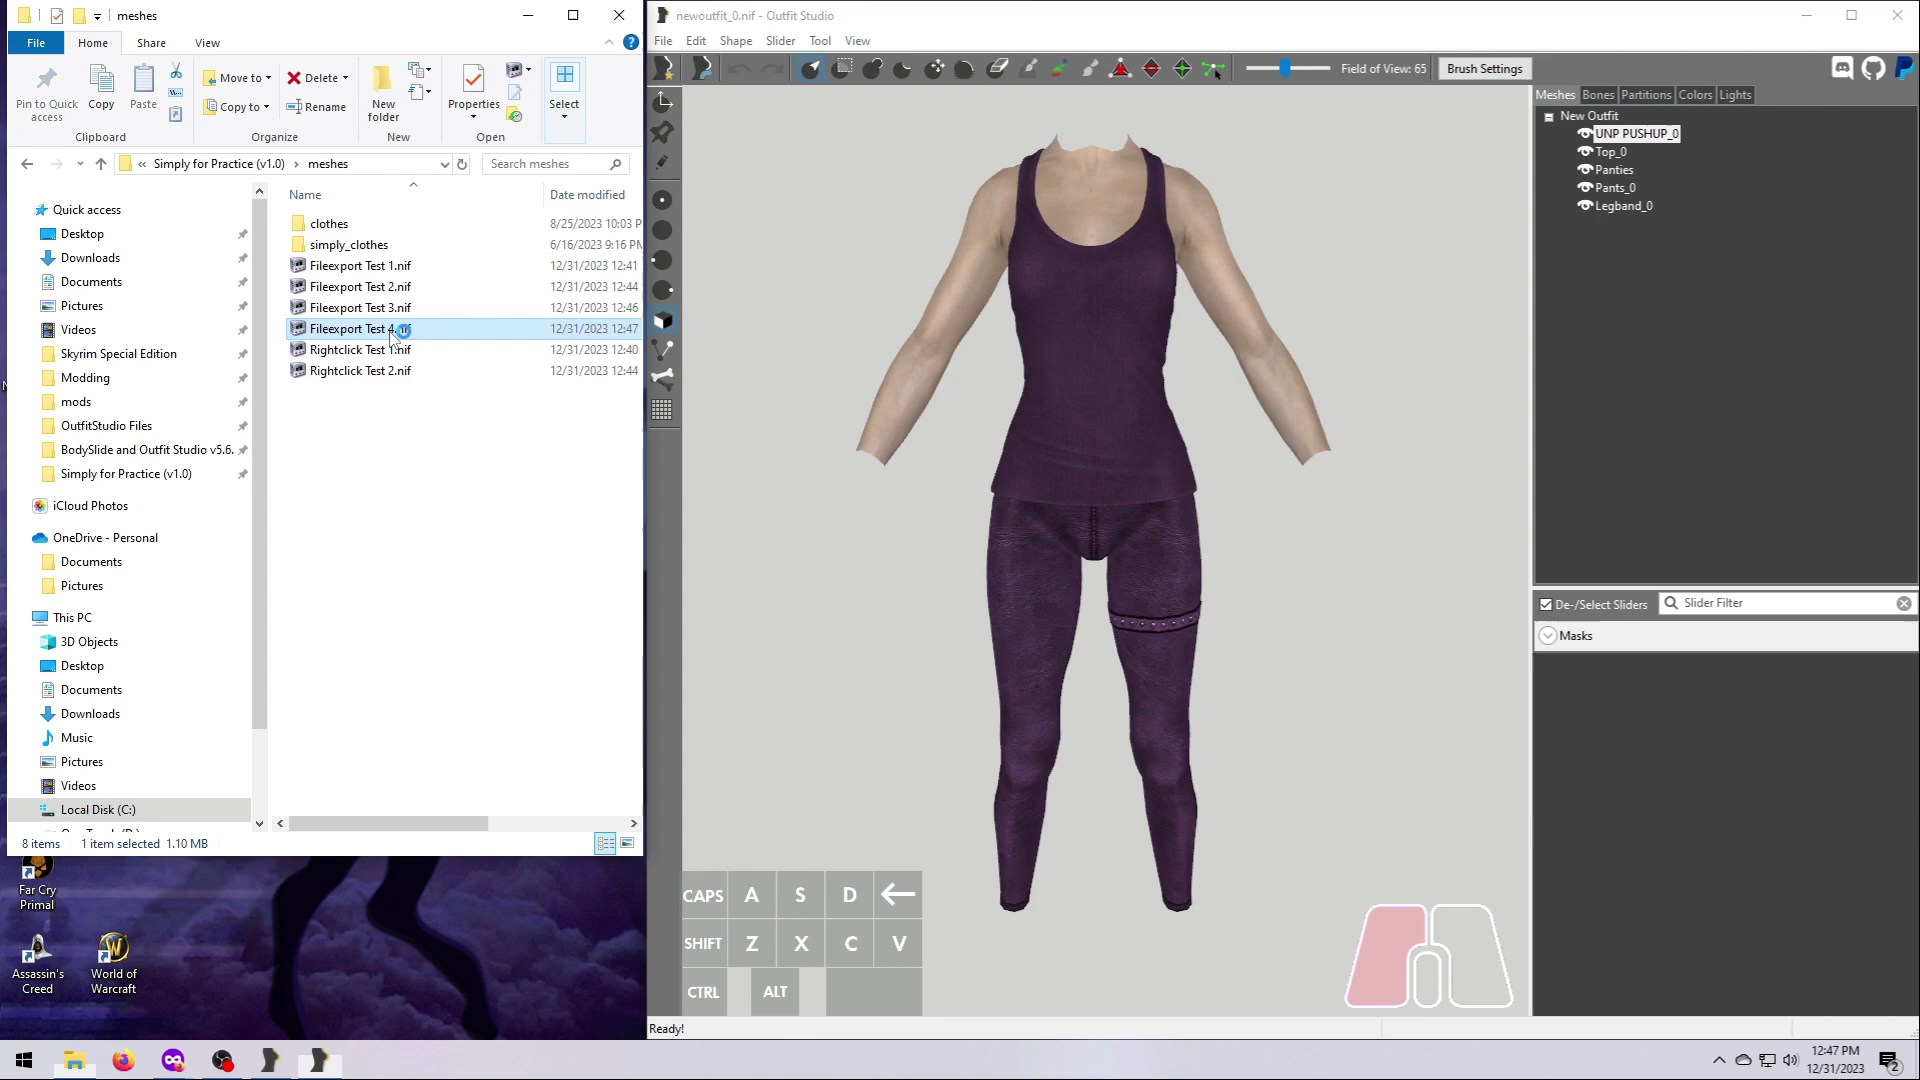 meshes
File
Home
Share
View
Pin to Quick
access
Copy
Paste
Move to
Copy to
Delete
Rename
New
folder
Properties
Select
Clipboard
Organize
New
Open
« Simply for Practice (v1.0) › meshes
Search meshes
Name
Date modified
Quick access
Desktop
Downloads
Documents
Pictures
Videos
Skyrim Special Edition
Modding
mods
OutfitStudio Files
BodySlide and Outfit Studio v5.6..
Simply for Practice (v1.0)
iCloud Photos
OneDrive - Personal
Documents
Pictures
This PC
3D Objects
Desktop
Documents
Downloads
Music
Pictures
Videos
Local Disk (C:)
clothes 8/25/2023 10:03 P
simply_clothes 6/16/2023 9:16 PM
Fileexport Test 1.nif 12/31/2023 12:41
Fileexport Test 2.nif 12/31/2023 12:44
Fileexport Test 3.nif 12/31/2023 12:46
Fileexport Test 4.nif 12/31/2023 12:47
Rightclick Test 1.nif 12/31/2023 12:40
Rightclick Test 2.nif 12/31/2023 12:44
8 items 1 item selected 1.10 MB
Far Cry
Primal
Assassin's
Creed
World of
Warcraft
newoutfit_0.nif - Outfit Studio
File Edit Shape Slider Tool View
Field of View: 65
Brush Settings
Meshes Bones Partitions Colors Lights
New Outfit
UNP PUSHUP_0
Top_0
Panties
Pants_0
Legband_0
De-/Select Sliders
Slider Filter
Masks
CAPS A S D ←
SHIFT Z X C V
CTRL ALT
Ready!
12:47 PM
12/31/2023
2